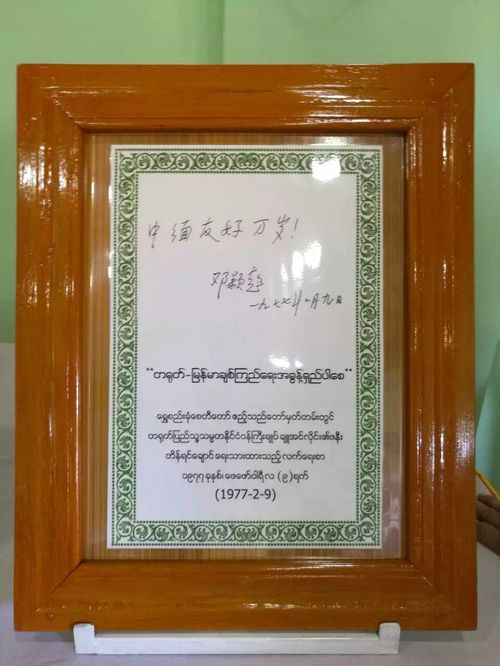 中缅友好万岁!
邓颖超
一九七七年二月九日
"တရုတ်-မြန်မာချစ်ကြည်ရေးအဓွန့်ရှည်ပါစေ"
ရွှေစည်းခုံစေတီတော် ဧည့်သည်တော်မှတ်တမ်းတွင်
တရုတ်ပြည်သူ့သမ္မတနိုင်ငံဝန်ကြီးချုပ် ချူအင်လိုင်း၏ဇနီး
တိန်ရင်ချောင် ရေးသားထားသည့် လက်ရေးစာ
၁၉၇၇ ခုနှစ်၊ ဖေဖော်ဝါရီလ (၉) ရက်
(1977-2-9)